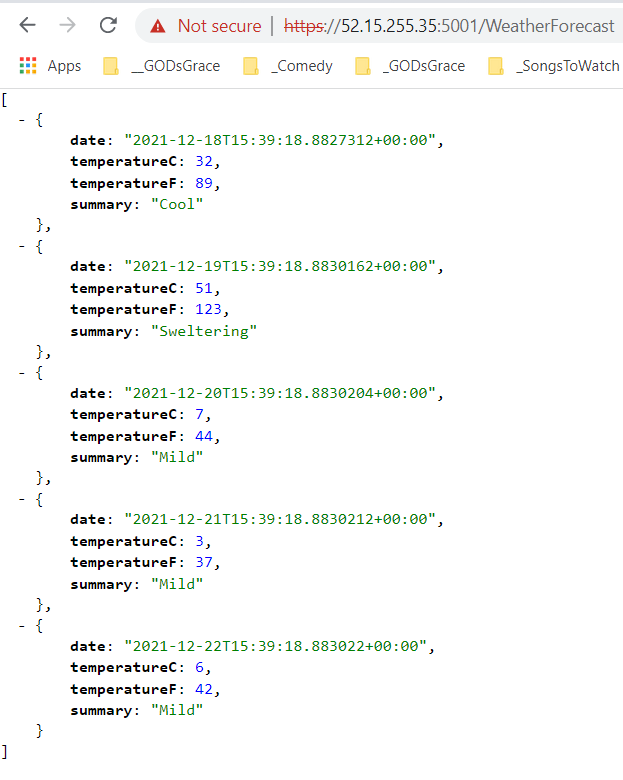 Not secure | https://52.15.255.35:5001/WeatherForecast
Apps __GODsGrace _Comedy _GODsGrace _SongsToWatch
[
- {
date: "2021-12-18T15:39:18.8827312+00:00",
temperatureC: 32,
temperatureF: 89,
summary: "Cool"
},
- {
date: "2021-12-19T15:39:18.8830162+00:00",
temperatureC: 51,
temperatureF: 123,
summary: "Sweltering"
},
- {
date: "2021-12-20T15:39:18.8830204+00:00",
temperatureC: 7,
temperatureF: 44,
summary: "Mild"
},
- {
date: "2021-12-21T15:39:18.8830212+00:00",
temperatureC: 3,
temperatureF: 37,
summary: "Mild"
},
- {
date: "2021-12-22T15:39:18.883022+00:00",
temperatureC: 6,
temperatureF: 42,
summary: "Mild"
}
]